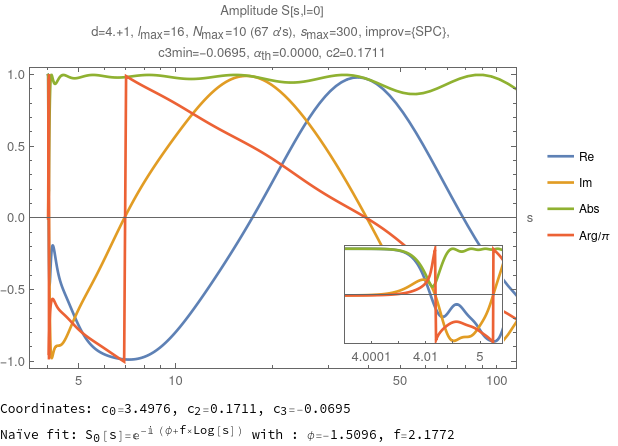 Amplitude S[s,l=0]
d=4.+1, lmax=16, Nmax=10 (67 α's), smax=300, improv={SPC},
c3min=-0.0695, αth=0.0000, c2=0.1711
1.0
0.5
0.0
-0.5
-1.0
5
10
50
100
s
Re
Im
Abs
Arg/π
4.0001
4.01
5
Coordinates: c0=3.4976, c2=0.1711, c3=-0.0695
Naïve fit: S0[s]=e^-i (ϕ+f×Log[s]) with : ϕ=-1.5096, f=2.1772